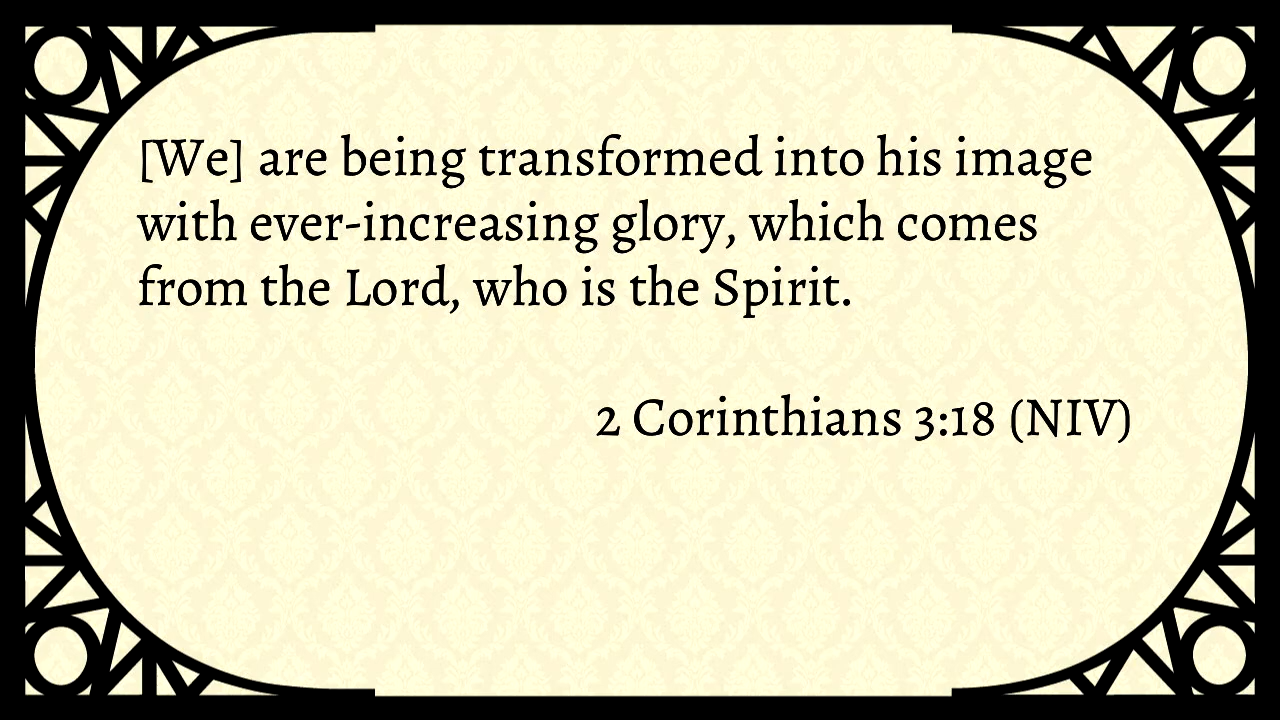 [We] are being transformed into his image
with ever-increasing glory, which comes
from the Lord, who is the Spirit.
2 Corinthians 3:18 (NIV)